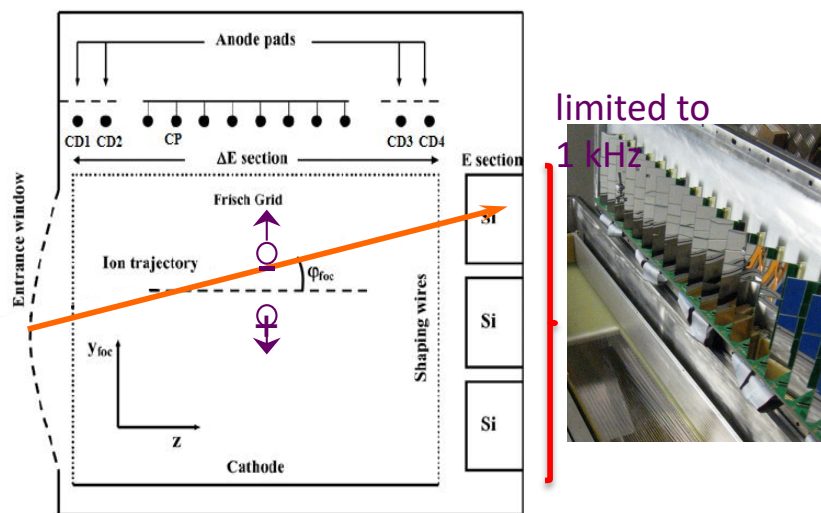 Anode pads
CD1 CD2 CP CD3 CD4
limited to
1 kHz
ΔE section
E section
Frisch Grid
Si
Entrance window
Ion trajectory
φfoc
Shaping wires
Si
yfoc
z
Si
Cathode